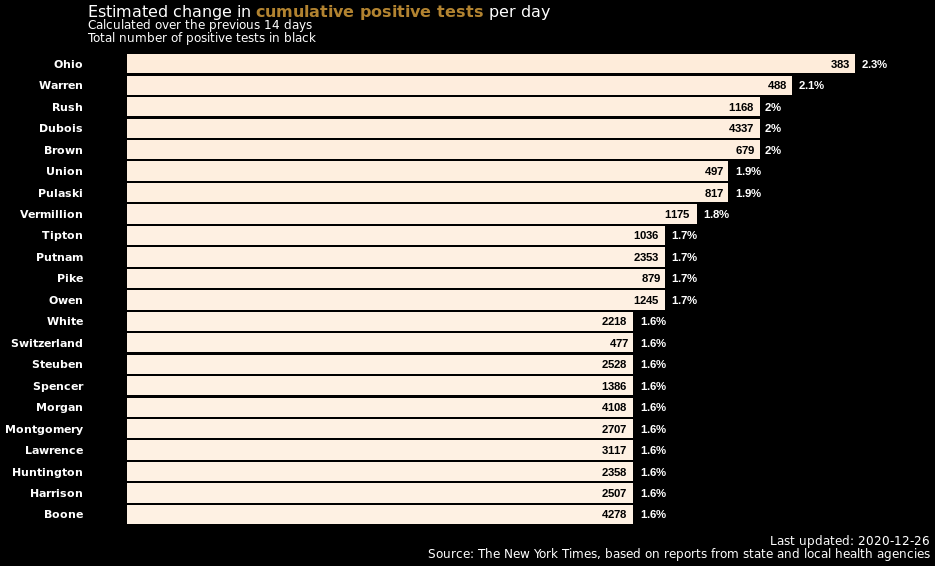 Estimated change in cumulative positive tests per day
Calculated over the previous 14 days
Total number of positive tests in black
Ohio 383 2.3%
Warren 488 2.1%
Rush 1168 2%
Dubois 4337 2%
Brown 679 2%
Union 497 1.9%
Pulaski 817 1.9%
Vermillion 1175 1.8%
Tipton 1036 1.7%
Putnam 2353 1.7%
Pike 879 1.7%
Owen 1245 1.7%
White 2218 1.6%
Switzerland 477 1.6%
Steuben 2528 1.6%
Spencer 1386 1.6%
Morgan 4108 1.6%
Montgomery 2707 1.6%
Lawrence 3117 1.6%
Huntington 2358 1.6%
Harrison 2507 1.6%
Boone 4278 1.6%
Last updated: 2020-12-26
Source: The New York Times, based on reports from state and local health agencies